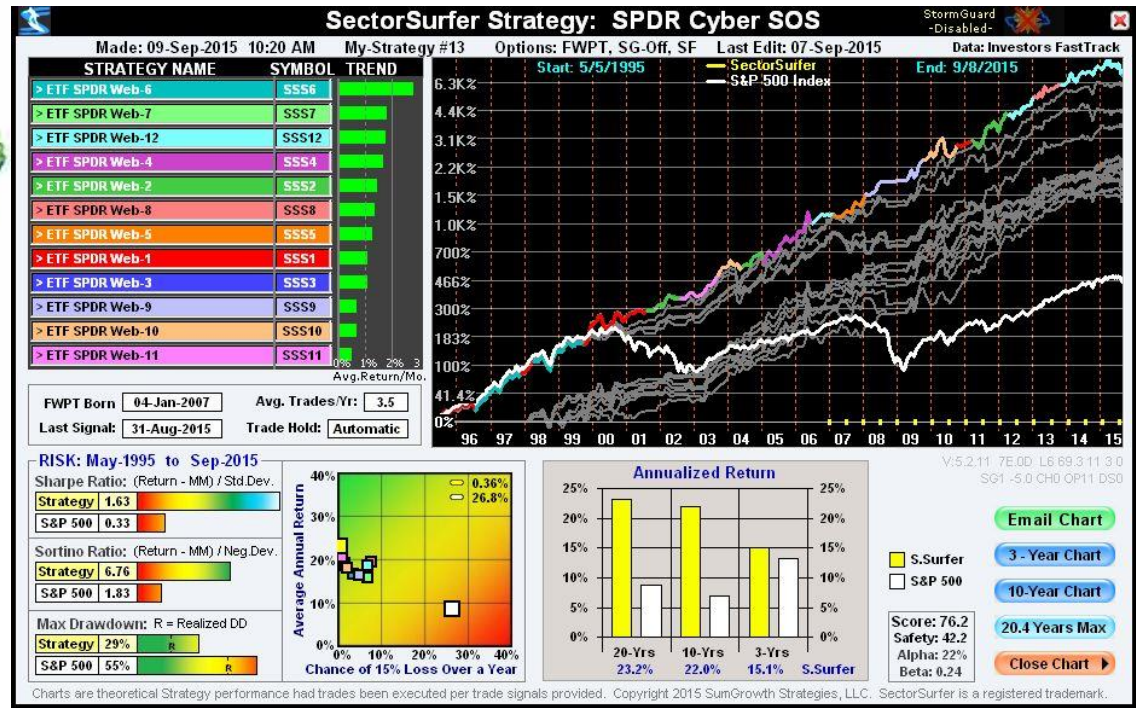 SectorSurfer Strategy: SPDR Cyber SOS
StormGuard
-Disabled-
Made: 09-Sep-2015 10:20 AM My-Strategy #13 Options: FWPT, SG-Off, SF Last Edit: 07-Sep-2015 Data: Investors FastTrack
STRATEGY NAME SYMBOL TREND
> ETF SPDR Web-6 SSS6
> ETF SPDR Web-7 SSS7
> ETF SPDR Web-12 SSS12
> ETF SPDR Web-4 SSS4
> ETF SPDR Web-2 SSS2
> ETF SPDR Web-8 SSS8
> ETF SPDR Web-5 SSS5
> ETF SPDR Web-1 SSS1
> ETF SPDR Web-3 SSS3
> ETF SPDR Web-9 SSS9
> ETF SPDR Web-10 SSS10
> ETF SPDR Web-11 SSS11
0% 1% 2% 3
Avg.Return/Mo.
FWPT Born 04-Jan-2007 Avg. Trades/Yr: 3.5
Last Signal: 31-Aug-2015 Trade Hold: Automatic
Start: 5/5/1995 SectorSurfer End: 9/8/2015
S&P 500 Index
6.3K%
4.4K%
3.1K%
2.2K%
1.5K%
1.0K%
700%
466%
300%
183%
100%
41.4%
0%
96 97 98 99 00 01 02 03 04 05 06 07 08 09 10 11 12 13 14 15
RISK: May-1995 to Sep-2015
Sharpe Ratio: (Return - MM) / Std.Dev.
Strategy 1.63
S&P 500 0.33
Sortino Ratio: (Return - MM) / Neg.Dev.
Strategy 6.76
S&P 500 1.83
Max Drawdown: R = Realized DD
Strategy 29% R
S&P 500 55% R
Average Annual Return
40%
30%
20%
10%
0%
0.36%
26.8%
0% 10% 20% 30% 40%
Chance of 15% Loss Over a Year
Annualized Return
25% 25%
20% 20%
15% 15%
10% 10%
5% 5%
0% 0%
20-Yrs 10-Yrs 3-Yrs
23.2% 22.0% 15.1% S.Surfer
S.Surfer
S&P 500
V:5.2.11 7E.0D L6 69.3 11 3 0
SG1 -5.0 CH0 OP11 DS0
Email Chart
3 - Year Chart
10-Year Chart
20.4 Years Max
Close Chart
Score: 76.2
Safety: 42.2
Alpha: 22%
Beta: 0.24
Charts are theoretical Strategy performance had trades been executed per trade signals provided. Copyright 2015 SumGrowth Strategies, LLC. SectorSurfer is a registered trademark.